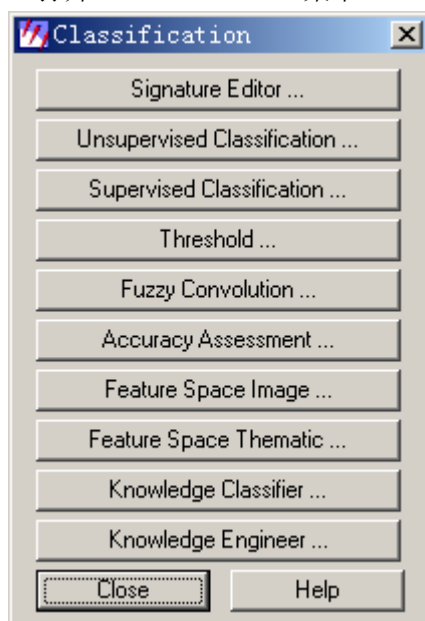 Classification
Signature Editor ...
Unsupervised Classification ...
Supervised Classification ...
Threshold ...
Fuzzy Convolution ...
Accuracy Assessment ...
Feature Space Image ...
Feature Space Thematic ...
Knowledge Classifier ...
Knowledge Engineer ...
Close Help